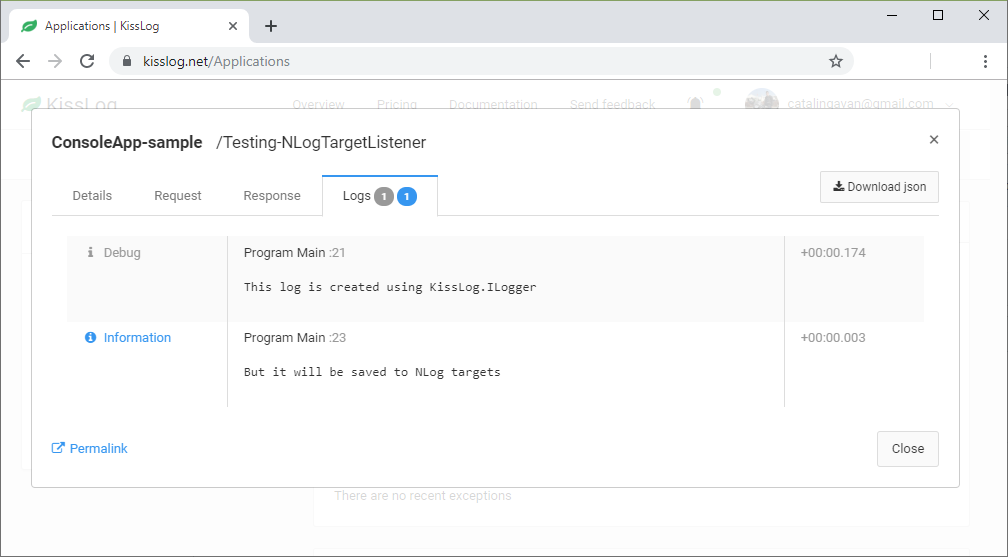 Applications | KissLog
kisslog.net/Applications
KissLog Overview Pricing Documentation Send feedback catalingavan@gmail.com
ConsoleApp-sample /Testing-NLogTargetListener
Details Request Response Logs 1 1 Download json
Debug Program Main :21 +00:00.174
This log is created using KissLog.ILogger
Information Program Main :23 +00:00.003
But it will be saved to NLog targets
Permalink Close
There are no recent exceptions